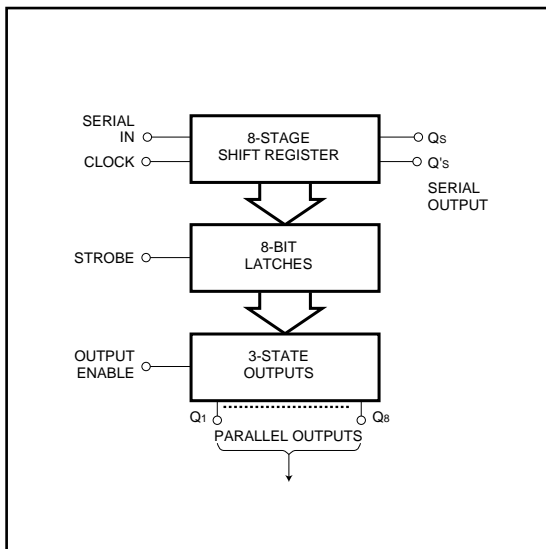 SERIAL
IN
CLOCK
8-STAGE
SHIFT REGISTER
QS
Q'S
SERIAL
OUTPUT
STROBE
8-BIT
LATCHES
OUTPUT
ENABLE
3-STATE
OUTPUTS
Q1
Q8
PARALLEL OUTPUTS